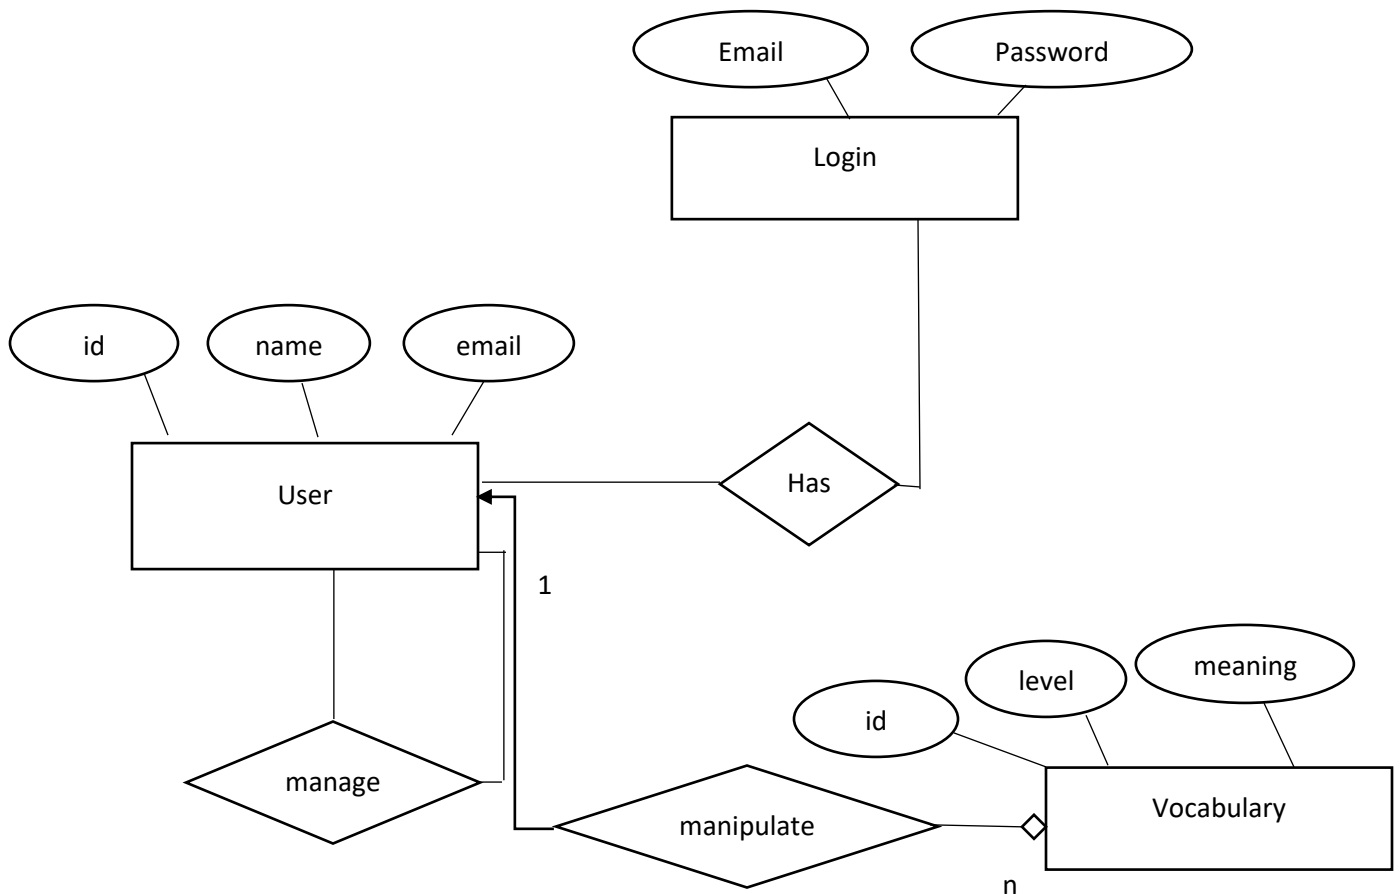 Email
Password
Login
id
name
email
User
Has
1
manage
id
level
meaning
Vocabulary
manipulate
n